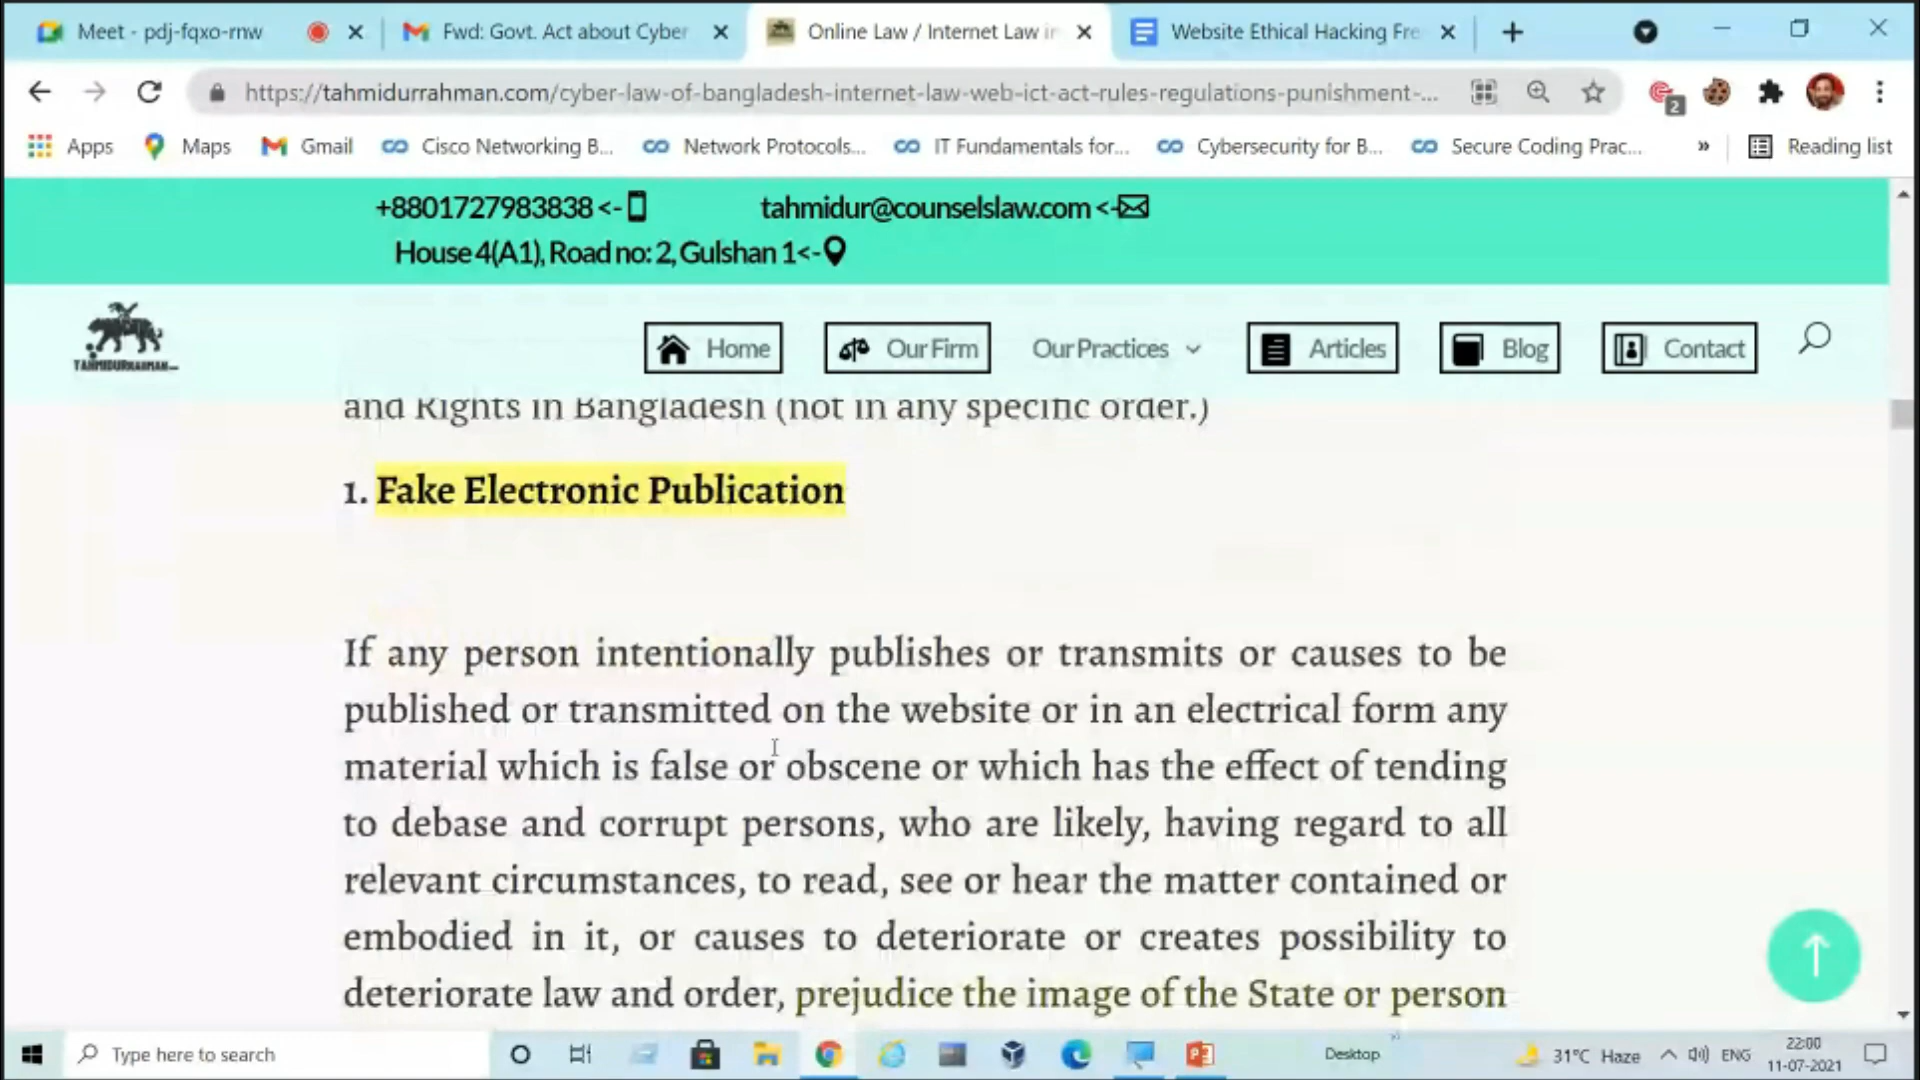 Meet - pdj-fqxo-rnw
Fwd: Govt. Act about Cyber
Online Law / Internet Law in
Website Ethical Hacking Fre
https://tahmidurrahman.com/cyber-law-of-bangladesh-internet-law-web-ict-act-rules-regulations-punishment-...
2
Apps
Maps
Gmail
Cisco Networking B...
Network Protocols...
IT Fundamentals for...
Cybersecurity for B...
Secure Coding Prac...
»
Reading list
+8801727983838 <-
tahmidur@counselslaw.com <-
House 4(A1), Road no: 2, Gulshan 1<-
TAHMIDURRAHMAN
Home
Our Firm
Our Practices
Articles
Blog
Contact
and Rights in Bangladesh (not in any specific order.)
1. Fake Electronic Publication
If any person intentionally publishes or transmits or causes to be
published or transmitted on the website or in an electrical form any
material which is false or obscene or which has the effect of tending
to debase and corrupt persons, who are likely, having regard to all
relevant circumstances, to read, see or hear the matter contained or
embodied in it, or causes to deteriorate or creates possibility to
deteriorate law and order, prejudice the image of the State or person
Type here to search
Desktop
31°C Haze
ENG
22:00
11-07-2021